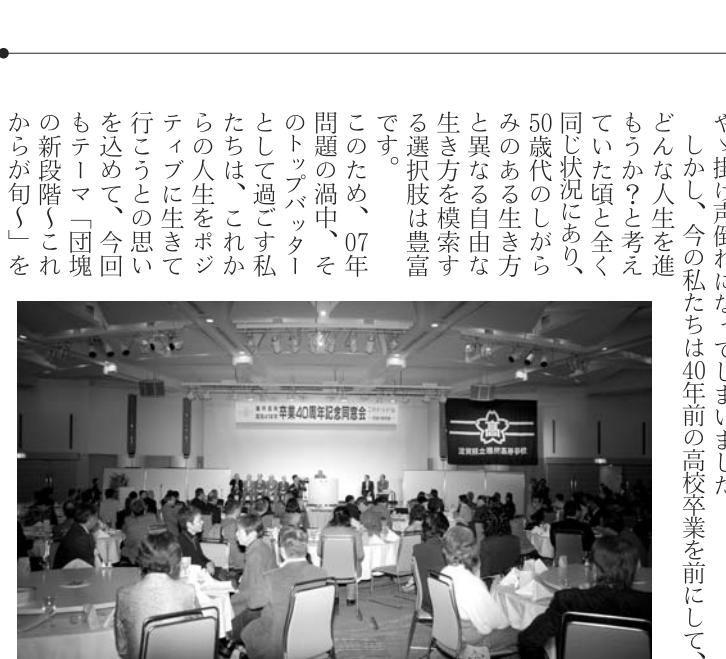 や、掛け声倒れになってしまいました
しかし、今の私たちは40年前の高校卒業を前にして、
どんな人生を進
もうか？と考え
ていた頃と全く
同じ状況にあり、
50歳代のしがら
みのある生き方
と異なる自由な
生き方を模索す
る選択肢は豊富
です。
このため、07年
問題の渦中、そ
のトップバッター
として過ごす私
たちは、これか
らの人生をポジ
ティブに生きて
行こうとの思い
を込めて、今回
もテーマ「団塊
の新段階〜これ
からが旬〜」を
卒業40周年記念同窓会
高
滋賀県立膳所高等学校